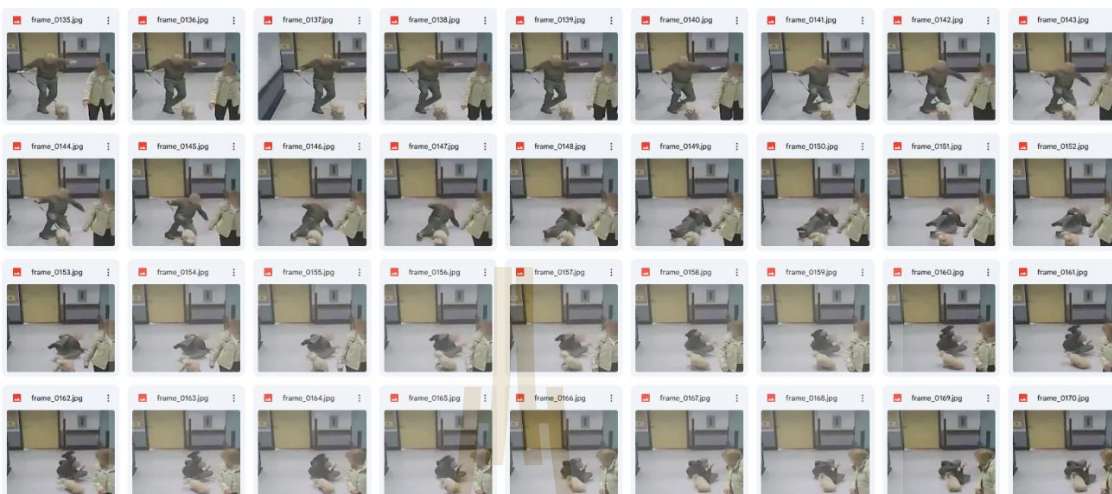 frame_0135.jpg frame_0136.jpg frame_0137.jpg frame_0138.jpg frame_0139.jpg frame_0140.jpg frame_0141.jpg frame_0142.jpg frame_0143.jpg
frame_0144.jpg frame_0145.jpg frame_0146.jpg frame_0147.jpg frame_0148.jpg frame_0149.jpg frame_0150.jpg frame_0151.jpg frame_0152.jpg
frame_0153.jpg frame_0154.jpg frame_0155.jpg frame_0156.jpg frame_0157.jpg frame_0158.jpg frame_0159.jpg frame_0160.jpg frame_0161.jpg
frame_0162.jpg frame_0163.jpg frame_0164.jpg frame_0165.jpg frame_0166.jpg frame_0167.jpg frame_0168.jpg frame_0169.jpg frame_0170.jpg